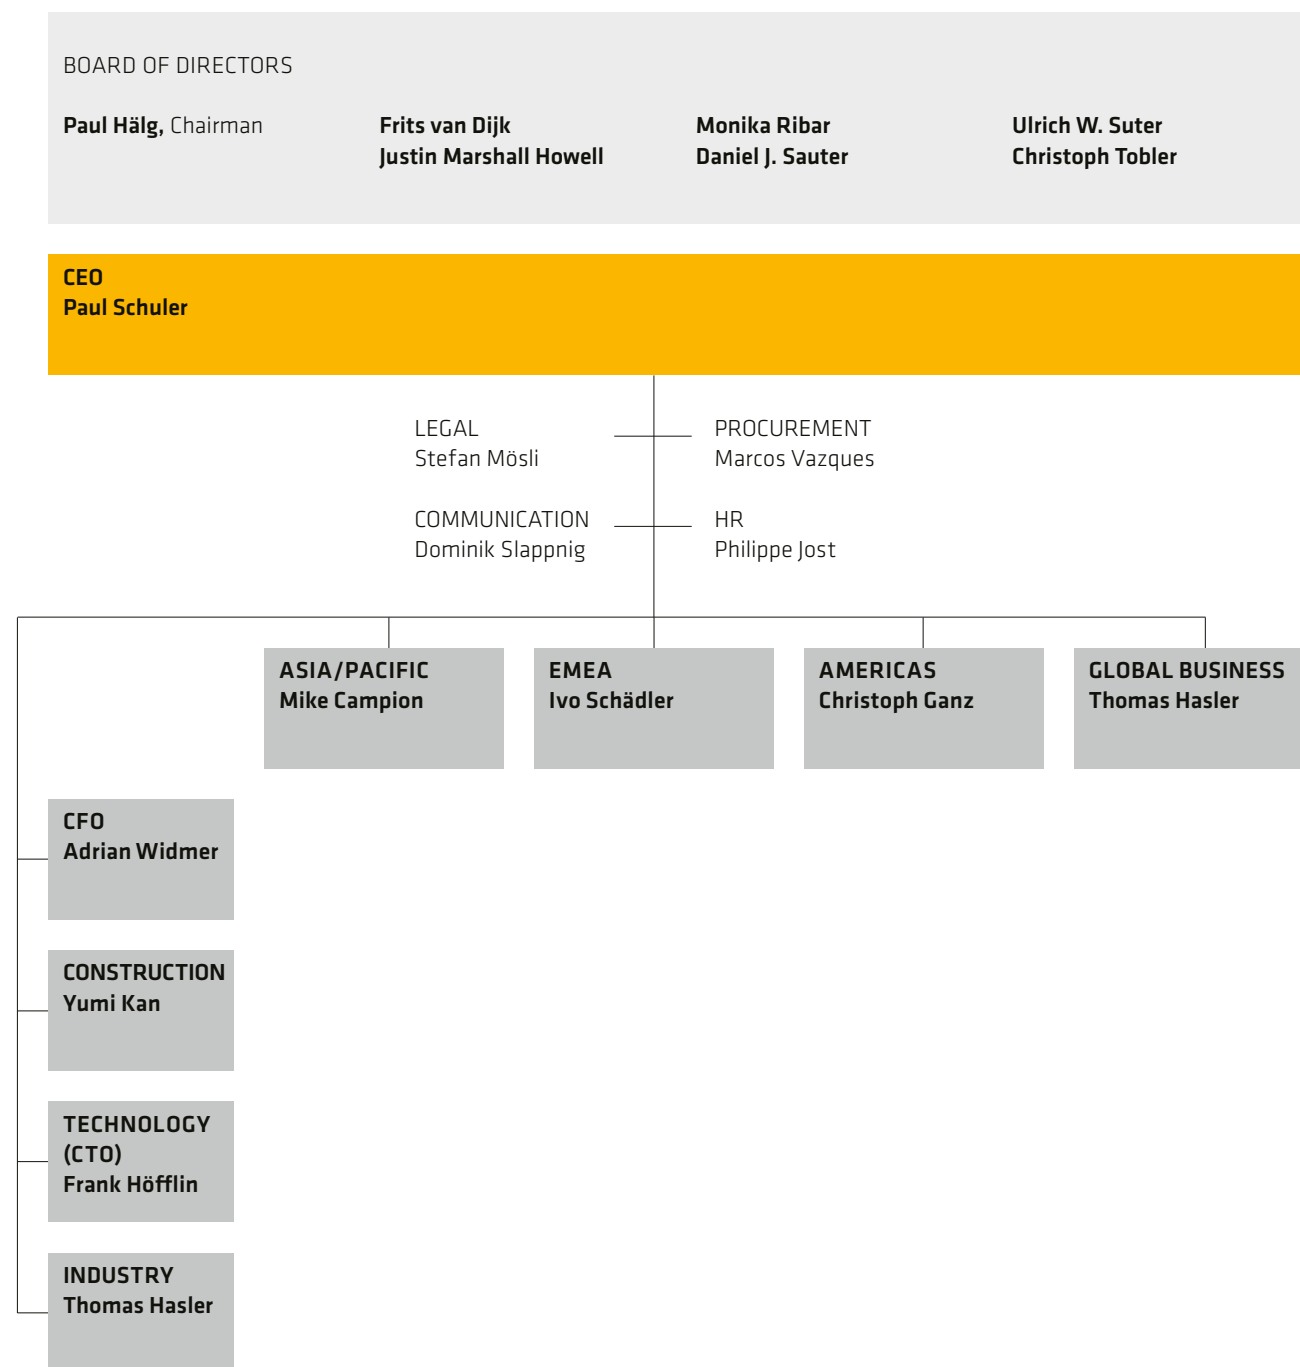 BOARD OF DIRECTORS
Paul Hälg, Chairman
Frits van Dijk
Justin Marshall Howell
Monika Ribar
Daniel J. Sauter
Ulrich W. Suter
Christoph Tobler
CEO
Paul Schuler
LEGAL
Stefan Mösli
PROCUREMENT
Marcos Vazques
COMMUNICATION
Dominik Slappnig
HR
Philippe Jost
ASIA/PACIFIC
Mike Campion
EMEA
Ivo Schädler
AMERICAS
Christoph Ganz
GLOBAL BUSINESS
Thomas Hasler
CFO
Adrian Widmer
CONSTRUCTION
Yumi Kan
TECHNOLOGY
(CTO)
Frank Höfflin
INDUSTRY
Thomas Hasler